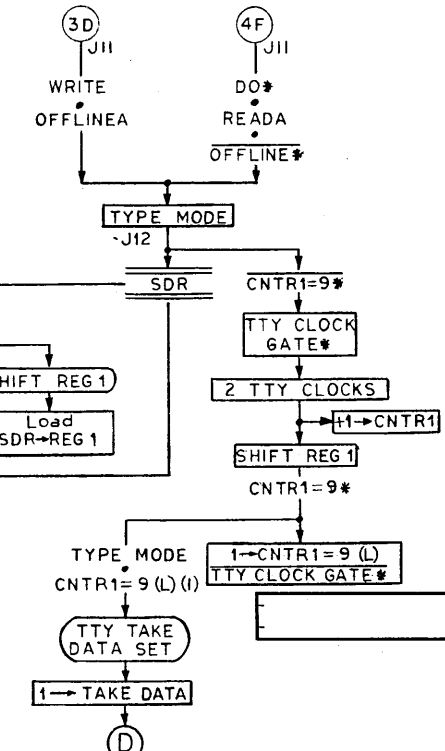 3D
J11
4F
J11
WRITE
•
OFFLINEA
DO*
•
READA
•
OFFLINE*
TYPE MODE
-J12
SDR
CNTR1=9*
TTY CLOCK
GATE*
2 TTY CLOCKS
+1→CNTR1
SHIFT REG 1
CNTR1=9*
HIFT REG 1
Load
SDR→REG 1
TYPE MODE
•
CNTR1=9 (L) (1)
1→CNTR1=9 (L)
TTY CLOCK GATE*
TTY TAKE
DATA SET
1→ TAKE DATA
D